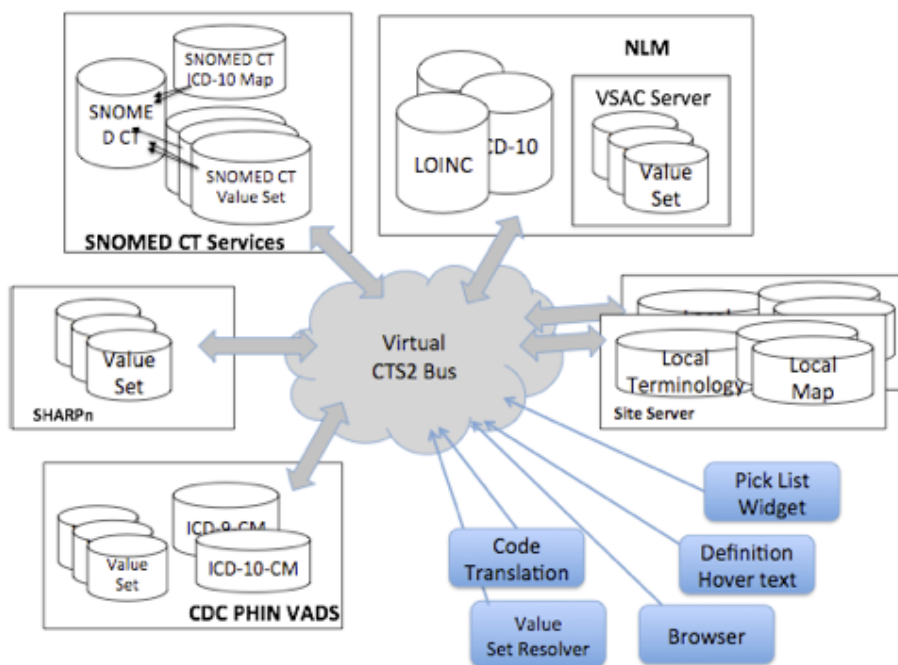 SNOMED CT
ICD-10 Map
SNOME
D CT
SNOMED CT
Value Set
SNOMED CT Services
NLM
VSAC Server
LOINC
CD-10
Value
Set
Virtual
CTS2 Bus
Value
Set
SHARPn
Local
Terminology
Local
Map
Site Server
ICD-9-CM
Value
Set
ICD-10-CM
CDC PHIN VADS
Pick List
Widget
Code
Translation
Definition
Hover text
Value
Set Resolver
Browser